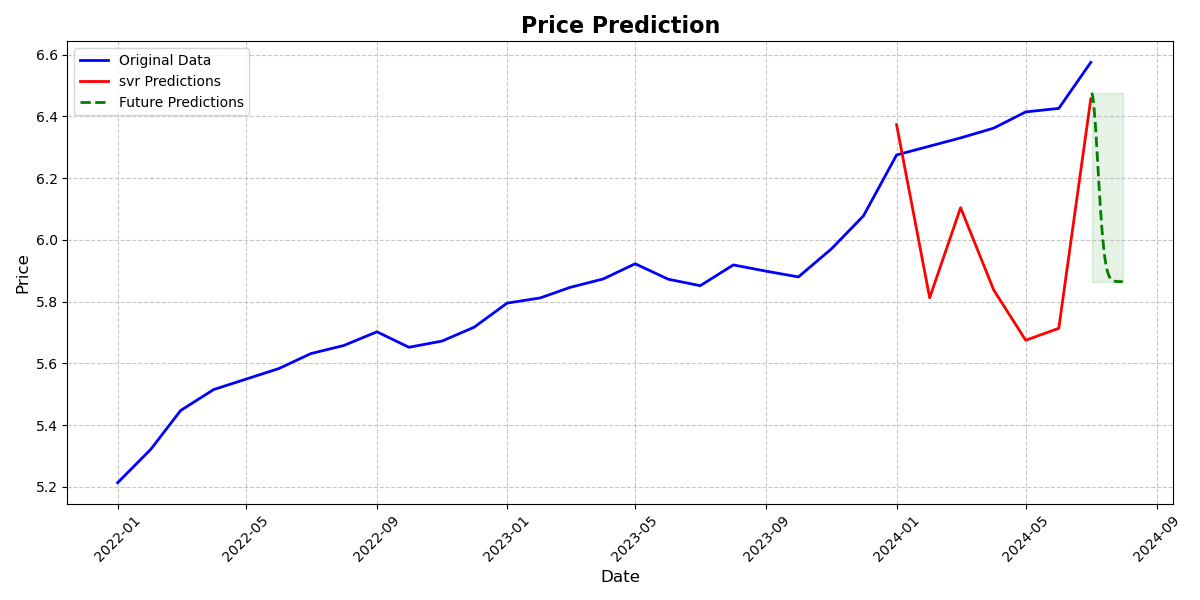 Price Prediction
Original Data
svr Predictions
Future Predictions
Price
6.6
6.4
6.2
6.0
5.8
5.6
5.4
5.2
2022-01
2022-05
2022-09
2023-01
2023-05
2023-09
2024-01
2024-05
2024-09
Date